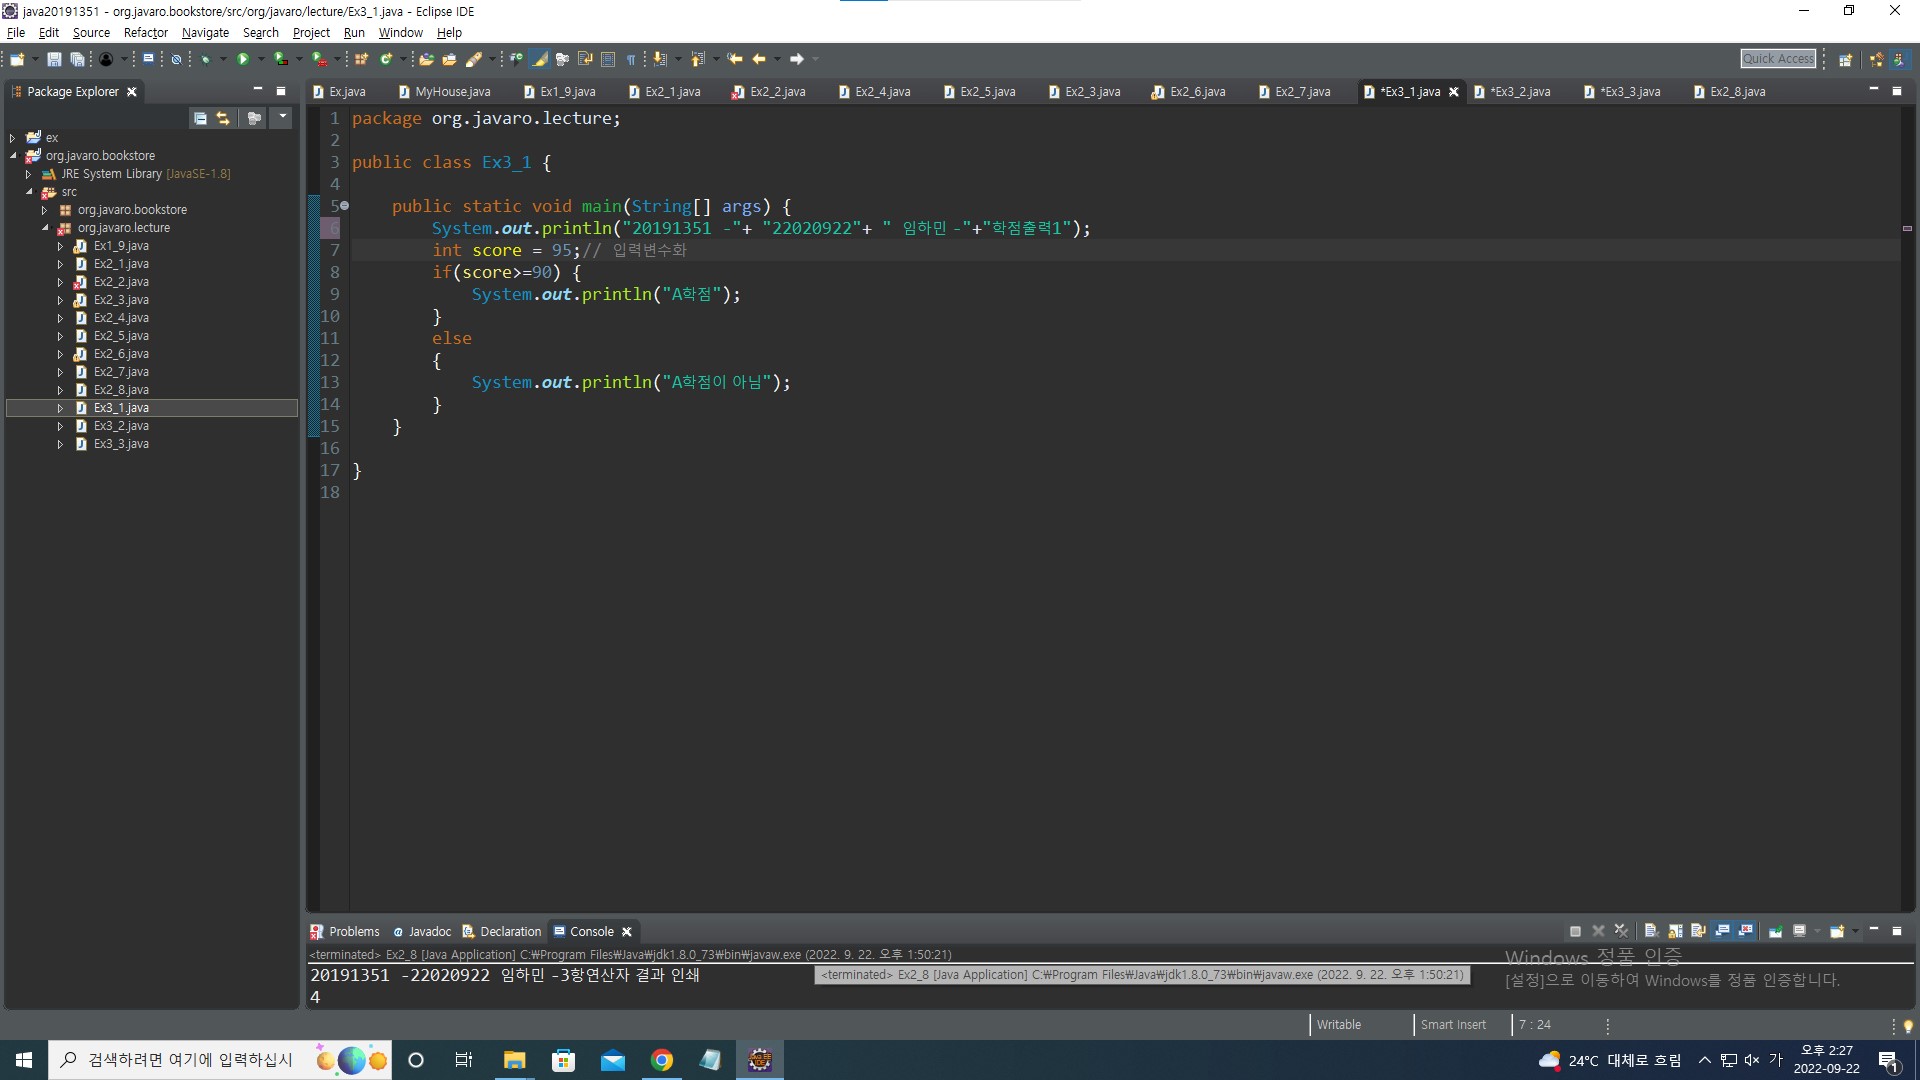 java20191351 - org.javaro.bookstore/src/org/javaro/lecture/Ex3_1.java - Eclipse IDE
File Edit Source Refactor Navigate Search Project Run Window Help
Quick Access
Package Explorer
Ex.java MyHouse.java Ex1_9.java Ex2_1.java Ex2_2.java Ex2_4.java Ex2_5.java Ex2_3.java Ex2_6.java Ex2_7.java *Ex3_1.java *Ex3_2.java *Ex3_3.java Ex2_8.java
ex
org.javaro.bookstore
JRE System Library [JavaSE-1.8]
src
org.javaro.bookstore
org.javaro.lecture
Ex1_9.java
Ex2_1.java
Ex2_2.java
Ex2_3.java
Ex2_4.java
Ex2_5.java
Ex2_6.java
Ex2_7.java
Ex2_8.java
Ex3_1.java
Ex3_2.java
Ex3_3.java
1 package org.javaro.lecture;
2
3 public class Ex3_1 {
4
5 public static void main(String[] args) {
6 System.out.println("20191351 -"+ "22020922"+ " 임하민 -"+"학점출력1");
7 int score = 95;// 입력변수화
8 if(score>=90) {
9 System.out.println("A학점");
10 }
11 else
12 {
13 System.out.println("A학점이 아님");
14 }
15 }
16
17 }
18
Problems Javadoc Declaration Console
<terminated> Ex2_8 [Java Application] C:₩Program Files₩Java₩jdk1.8.0_73₩bin₩javaw.exe (2022. 9. 22. 오후 1:50:21)
20191351 -22020922 임하민 -3항연산자 결과 인쇄
<terminated> Ex2_8 [Java Application] C:₩Program Files₩Java₩jdk1.8.0_73₩bin₩javaw.exe (2022. 9. 22. 오후 1:50:21)
4
Windows 정품 인증
[설정]으로 이동하여 Windows를 정품 인증합니다.
Writable Smart Insert 7 : 24
검색하려면 여기에 입력하십시
24°C 대체로 흐림
가
오후 2:27
2022-09-22
1